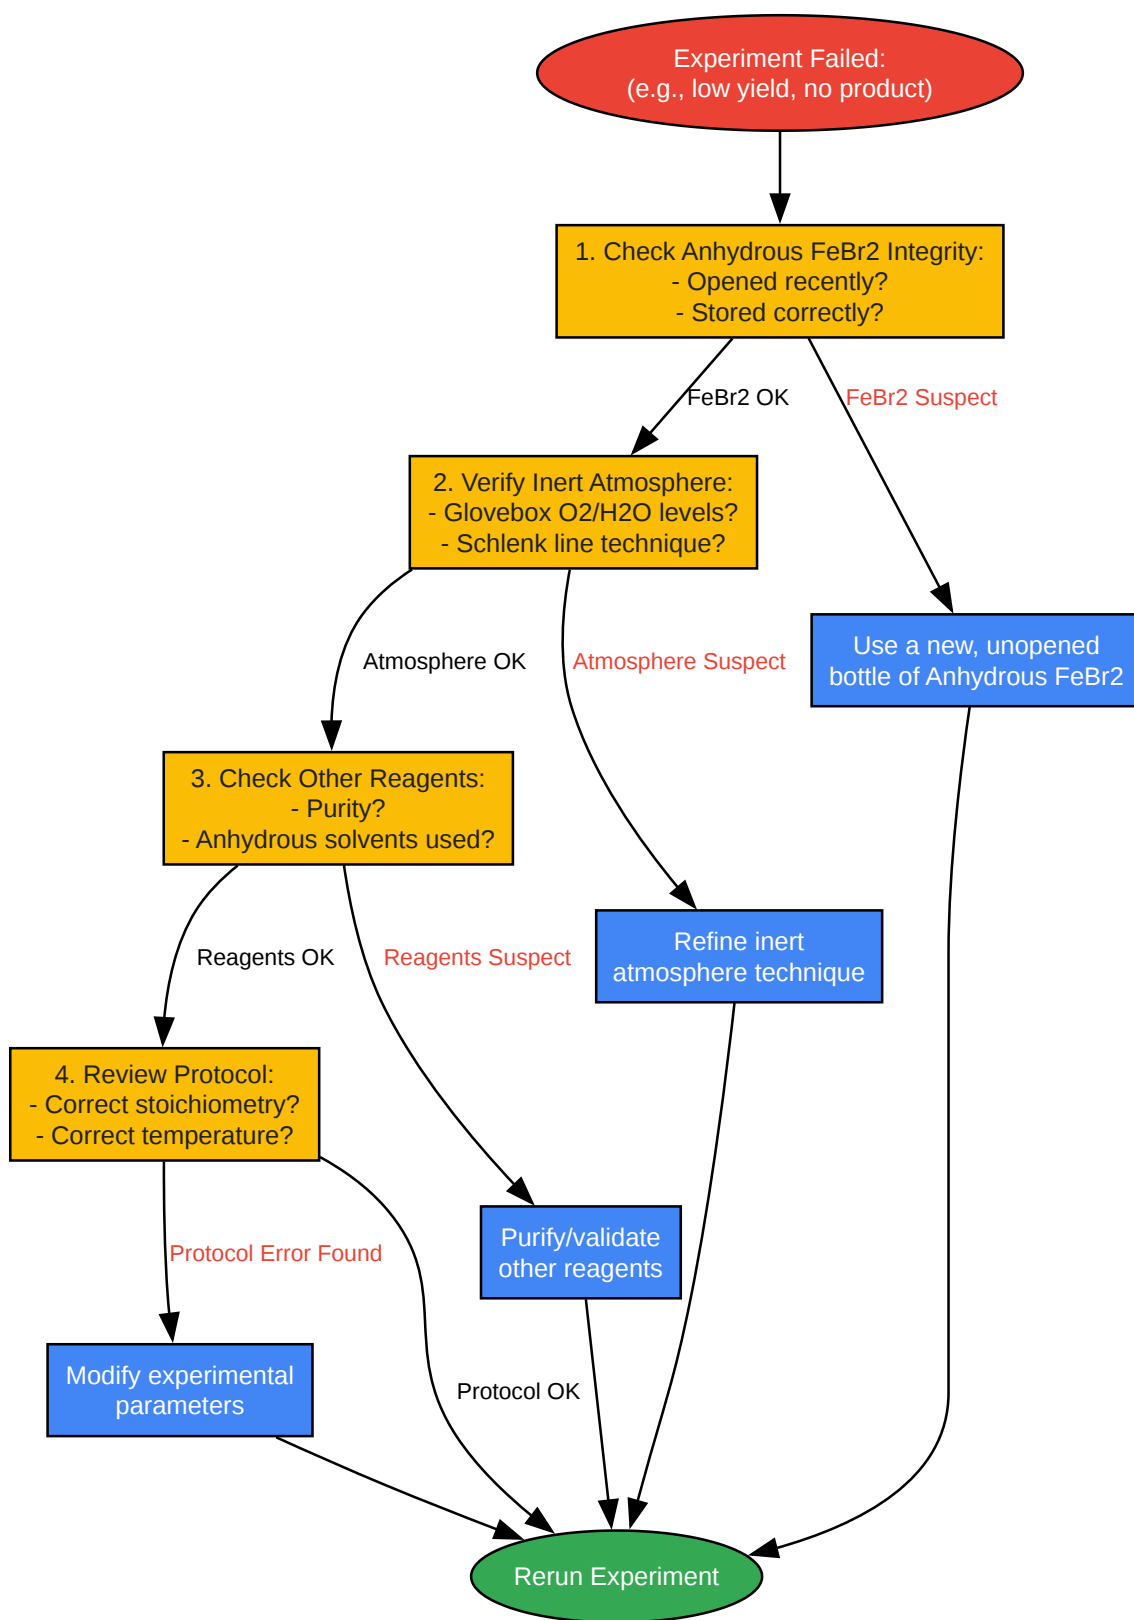 Experiment Failed:
(e.g., low yield, no product)
1. Check Anhydrous FeBr2 Integrity:
- Opened recently?
- Stored correctly?
FeBr2 OK
FeBr2 Suspect
2. Verify Inert Atmosphere:
- Glovebox O2/H2O levels?
- Schlenk line technique?
Use a new, unopened
bottle of Anhydrous FeBr2
Atmosphere OK
Atmosphere Suspect
3. Check Other Reagents:
- Purity?
- Anhydrous solvents used?
Refine inert
atmosphere technique
Reagents OK
Reagents Suspect
4. Review Protocol:
- Correct stoichiometry?
- Correct temperature?
Purify/validate
other reagents
Protocol Error Found
Modify experimental
parameters
Protocol OK
Rerun Experiment